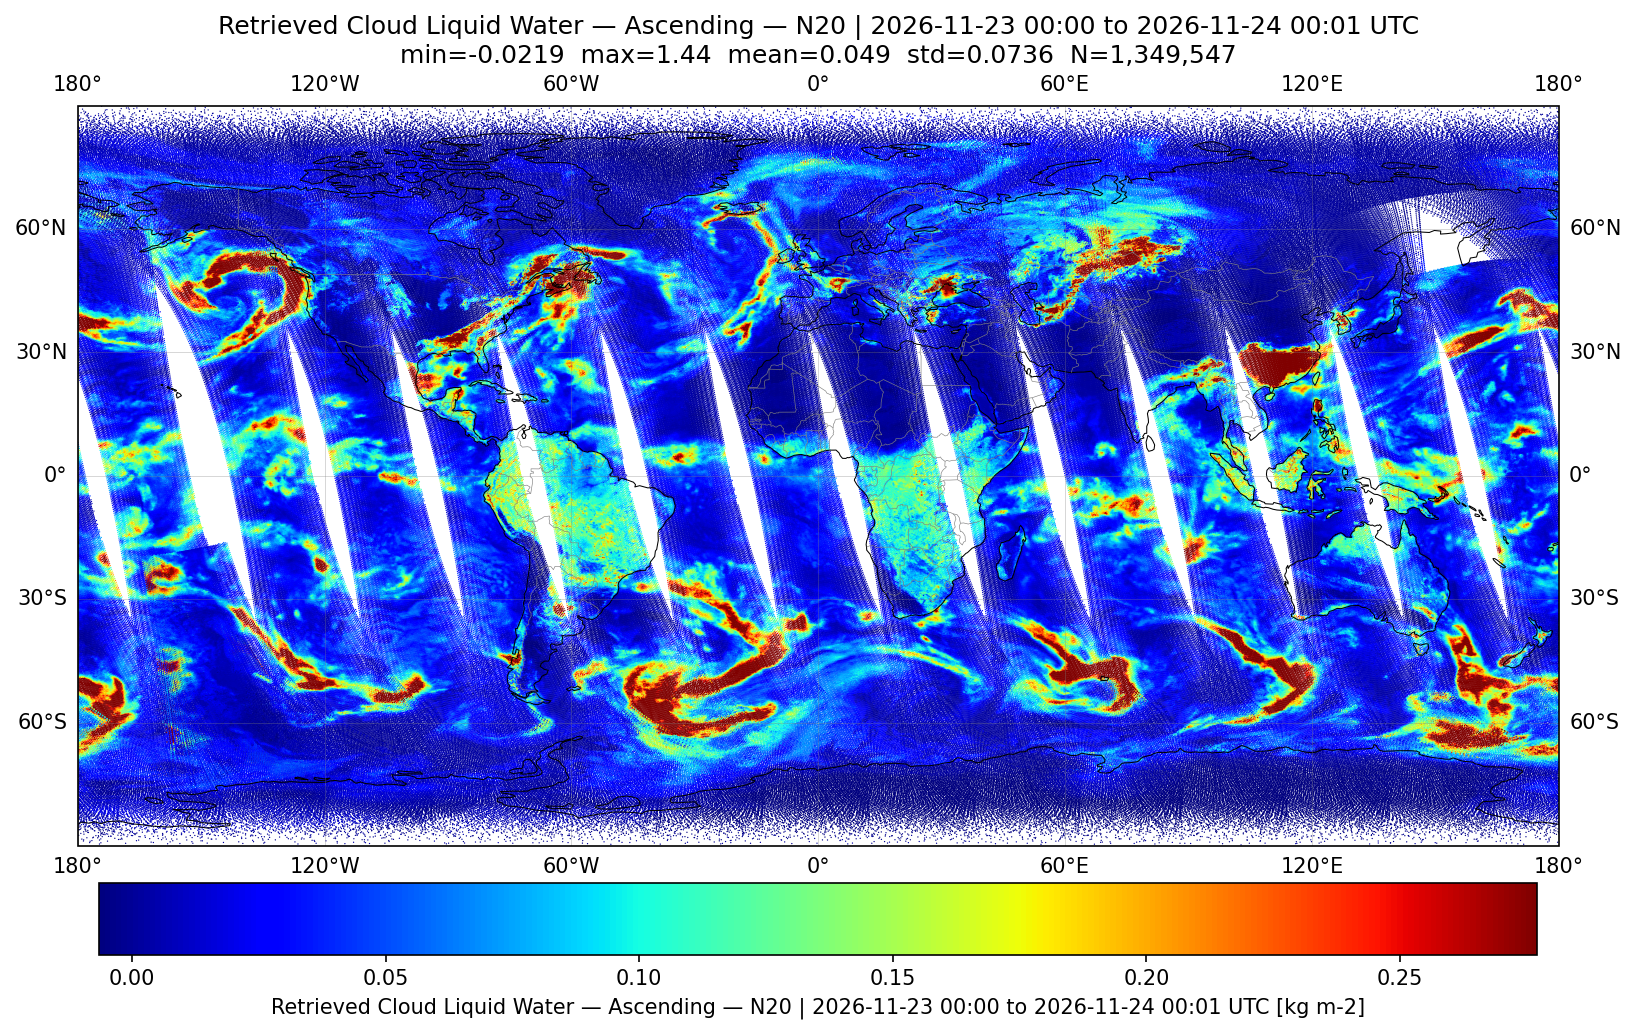 Retrieved Cloud Liquid Water — Ascending — N20 | 2026-11-23 00:00 to 2026-11-24 00:01 UTC
min=-0.0219  max=1.44  mean=0.049  std=0.0736  N=1,349,547
180° 120°W 60°W 0° 60°E 120°E 180°
60°N 60°N
30°N 30°N
0° 0°
30°S 30°S
60°S 60°S
180° 120°W 60°W 0° 60°E 120°E 180°
0.00 0.05 0.10 0.15 0.20 0.25
Retrieved Cloud Liquid Water — Ascending — N20 | 2026-11-23 00:00 to 2026-11-24 00:01 UTC [kg m-2]